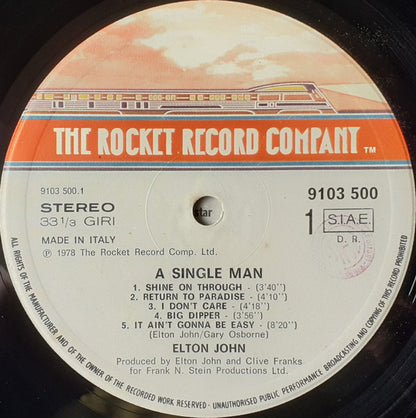 THE ROCKET RECORD COMPANY TM
9103 500.1
STEREO
33 1/3 GIRI
MADE IN ITALY
℗ 1978 The Rocket Record Comp. Ltd.
star
9103 500
1 S.I.A.E.
D. R.
A SINGLE MAN
1. SHINE ON THROUGH - (3'40")
2. RETURN TO PARADISE - (4'10")
3. I DON'T CARE - (4'18")
4. BIG DIPPER - (3'56")
5. IT AIN'T GONNA BE EASY - (8'20")
(Elton John/Gary Osborne)
ELTON JOHN
Produced by Elton John and Clive Franks
for Frank N. Stein Productions Ltd.
ALL RIGHTS OF THE MANUFACTURER AND OF THE OWNER OF THE RECORDED WORK RESERVED - UNAUTHORISED PUBLIC PERFORMANCE BROADCASTING AND COPYING OF THIS RECORD PROHIBITED